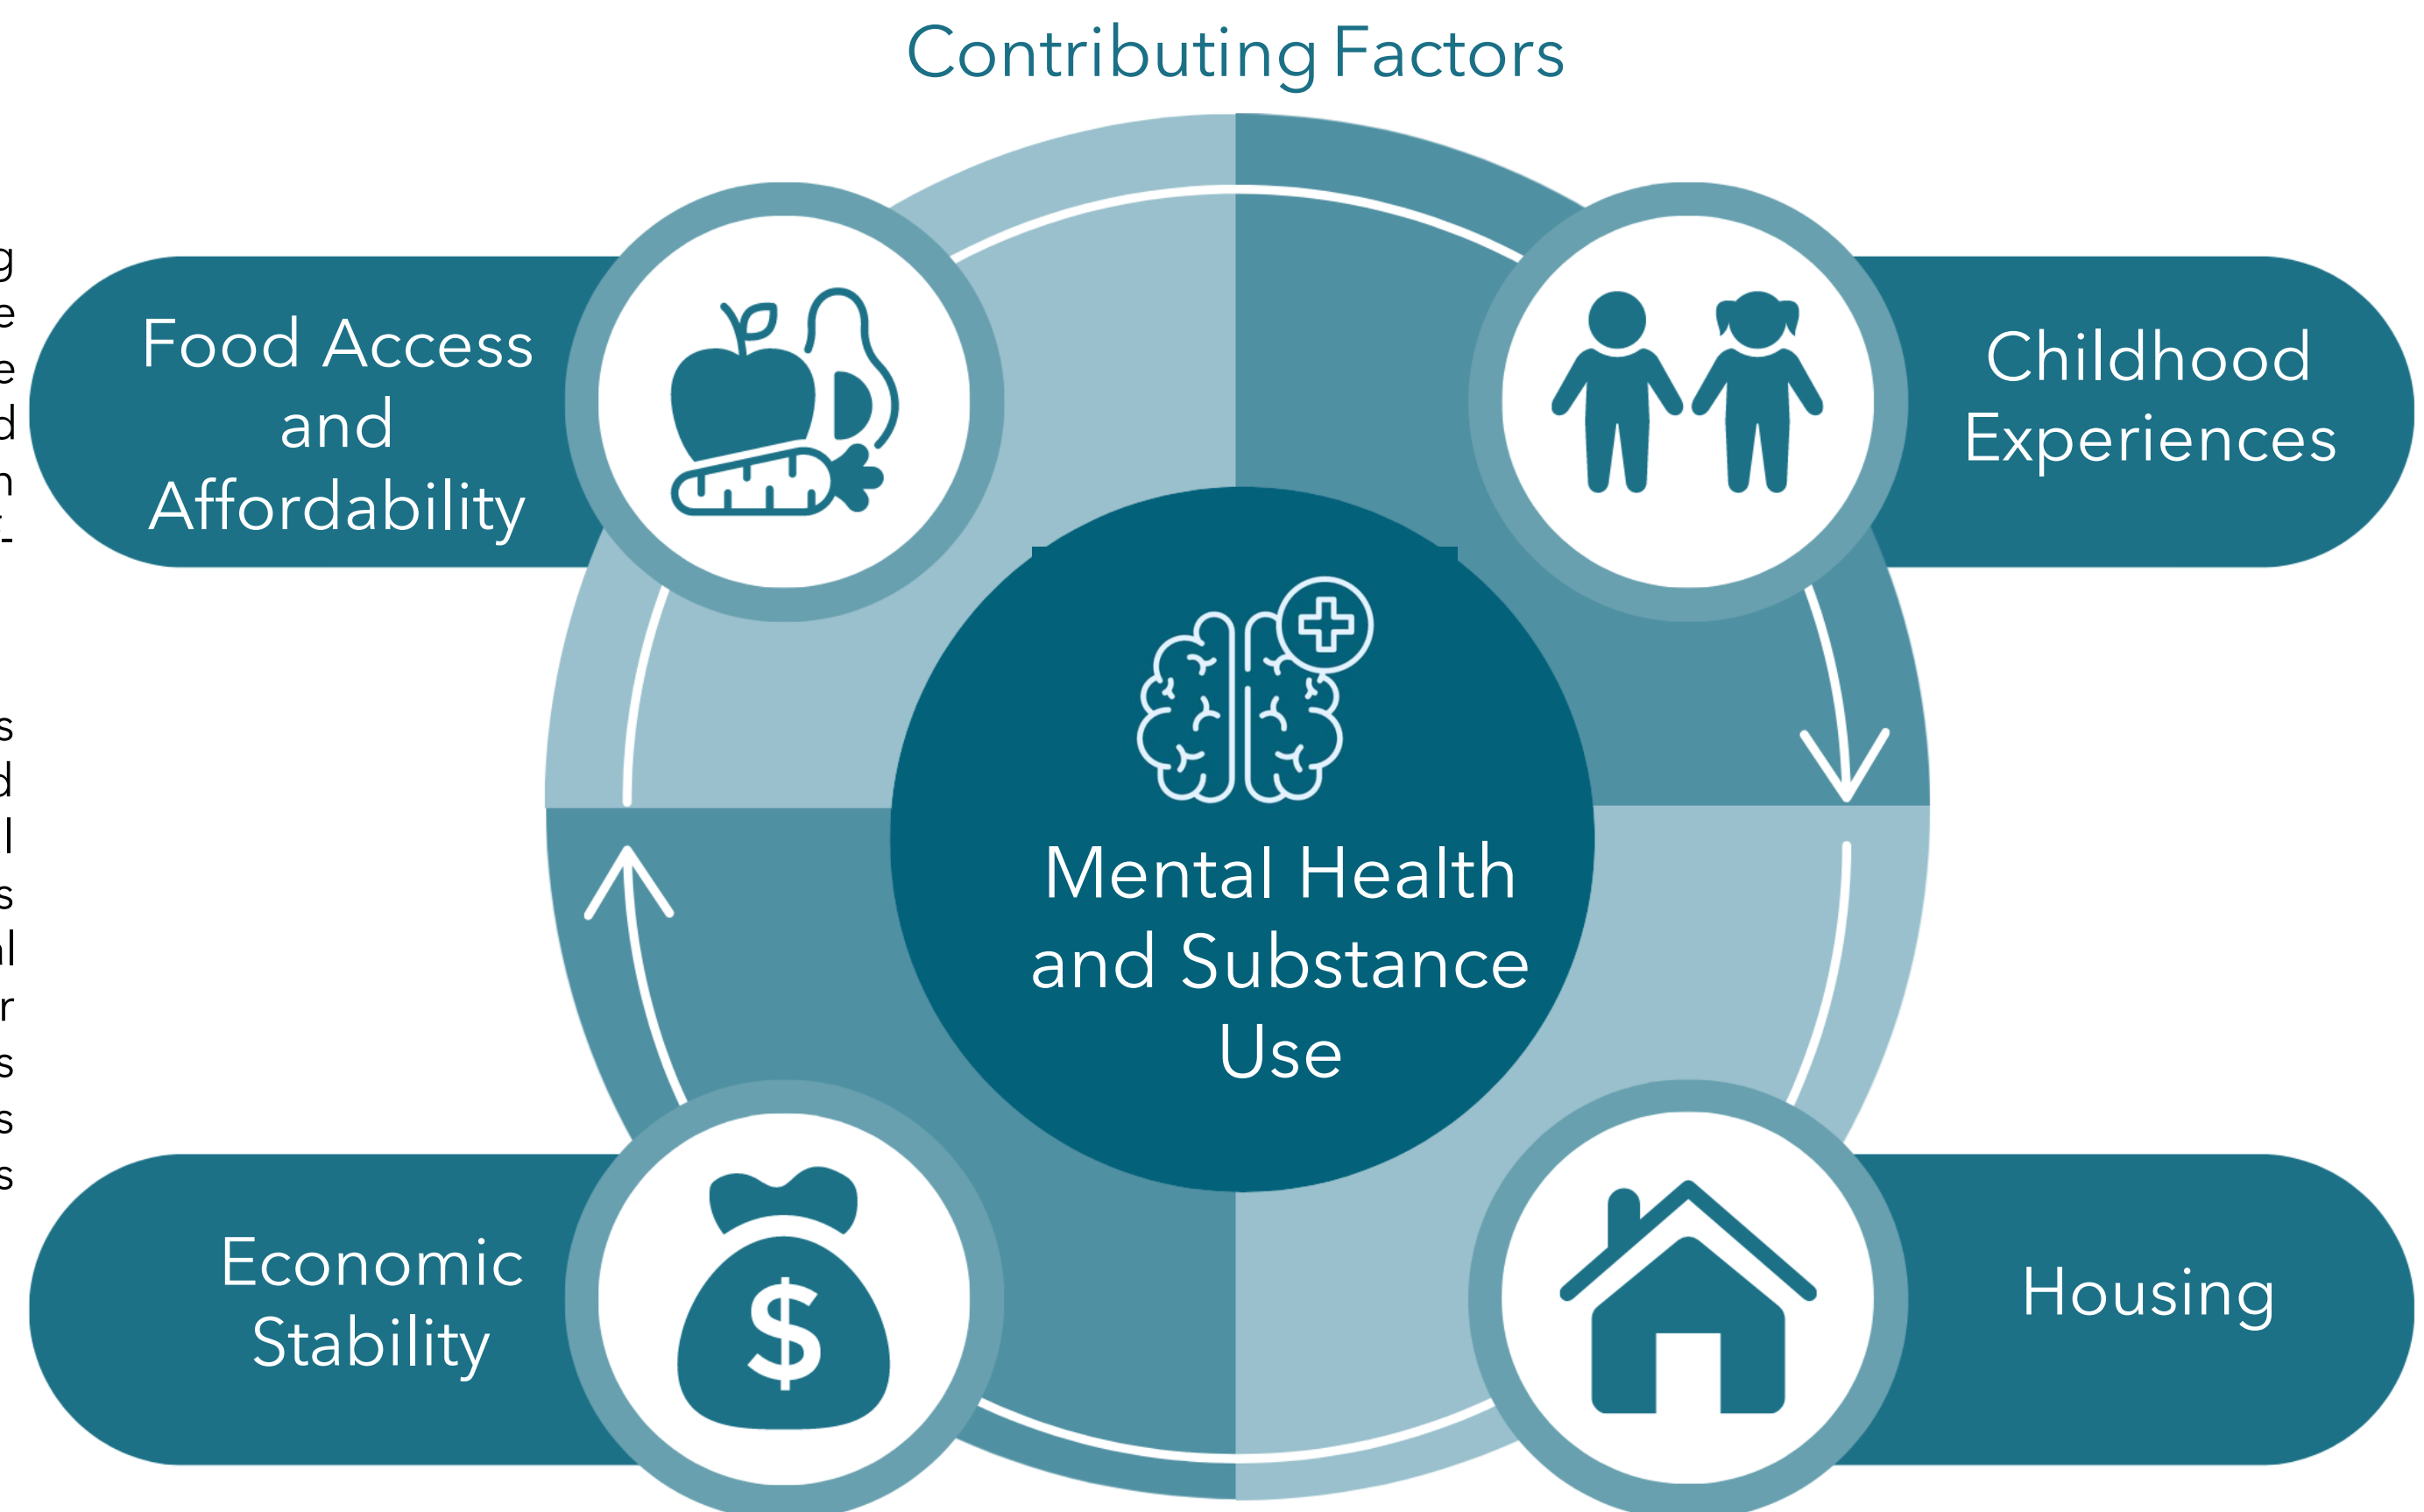 Contributing Factors
Food Access
and
Affordability
Childhood
Experiences
Mental Health
and Substance
Use
Economic
Stability
$
Housing